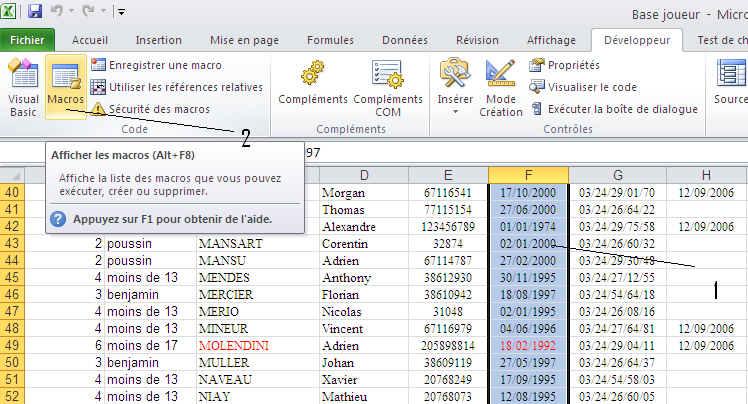 Base joueur - Micro
Fichier Accueil Insertion Mise en page Formules Données Révision Affichage Développeur Test de ch
Visual Basic
Macros
Enregistrer une macro
Utiliser les références relatives
Sécurité des macros
Code
Compléments
Compléments COM
Compléments
Insérer
Mode Création
Propriétés
Visualiser le code
Exécuter la boîte de dialogue
Contrôles
Source
2
Afficher les macros (Alt+F8)
Affiche la liste des macros que vous pouvez
exécuter, créer ou supprimer.
Appuyez sur F1 pour obtenir de l'aide.
97
D E F G H
40 Morgan 67116541 17/10/2000 03/24/29/01/70 12/09/2006
41 Thomas 77115154 27/06/2000 03/24/26/64/22
42 Alexandre 123456789 01/01/1974 03/24/29/75/58 12/09/2006
43 2 poussin MANSART Corentin 32874 02/01/2000 03/24/26/60/32
44 2 poussin MANSU Adrien 67114787 27/02/2000 03/24/29/30/48
45 4 moins de 13 MENDES Anthony 38612930 30/11/1995 03/24/27/12/55
46 3 benjamin MERCIER Florian 38610942 18/08/1997 03/24/54/64/18
47 4 moins de 13 MERIO Nicolas 31048 02/01/1995 03/24/26/08/16
48 4 moins de 13 MINEUR Vincent 67116979 04/06/1996 03/24/27/64/81 12/09/2006
49 6 moins de 17 MOLENDINI Adrien 205898814 18/02/1992 03/24/29/04/11 12/09/2006
50 3 benjamin MULLER Johan 38609119 27/05/1997 03/24/26/64/37
51 4 moins de 13 NAVEAU Xavier 20768249 17/09/1995 03/24/54/58/03
52 4 moins de 13 NIAY Mathieu 20768073 12/08/1995 03/24/26/60/05
1